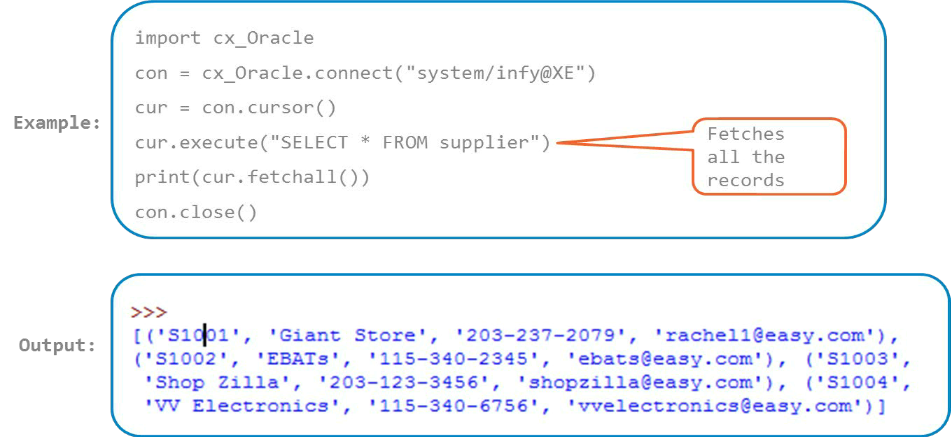 import cx_Oracle
con = cx_Oracle.connect("system/infy@XE")
cur = con.cursor()
Example:
cur.execute("SELECT * FROM supplier")
Fetches
all the
records
print(cur.fetchall())
con.close()
>>>
[('S1001', 'Giant Store', '203-237-2079', 'rachel1@easy.com'),
Output:
('S1002', 'EBATs', '115-340-2345', 'ebats@easy.com'), ('S1003',
'Shop Zilla', '203-123-3456', 'shopzilla@easy.com'), ('S1004',
'VV Electronics', '115-340-6756', 'vvelectronics@easy.com')]